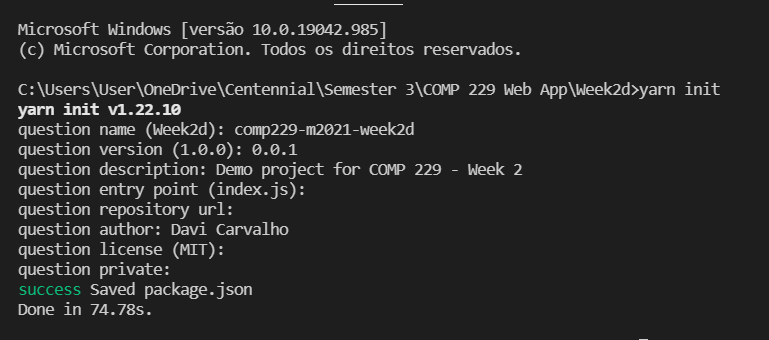 Microsoft Windows [versão 10.0.19042.985]
(c) Microsoft Corporation. Todos os direitos reservados.
C:\Users\User\OneDrive\Centennial\Semester 3\COMP 229 Web App\Week2d>yarn init
yarn init v1.22.10
question name (Week2d): comp229-m2021-week2d
question version (1.0.0): 0.0.1
question description: Demo project for COMP 229 - Week 2
question entry point (index.js):
question repository url:
question author: Davi Carvalho
question license (MIT):
question private:
success Saved package.json
Done in 74.78s.